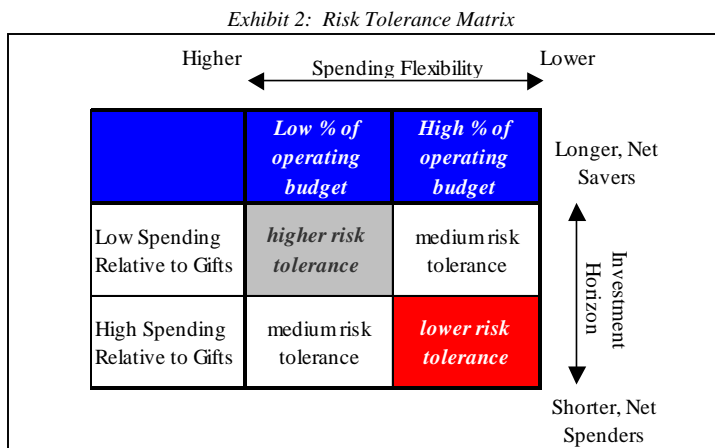 Exhibit 2: Risk Tolerance Matrix
Higher
Spending Flexibility
Lower
Low % of
operating
budget
High % of
operating
budget
Longer, Net
Savers
Low Spending
Relative to Gifts
higher risk
tolerance
medium risk
tolerance
Investment
Horizon
High Spending
Relative to Gifts
medium risk
tolerance
lower risk
tolerance
Shorter, Net
Spenders